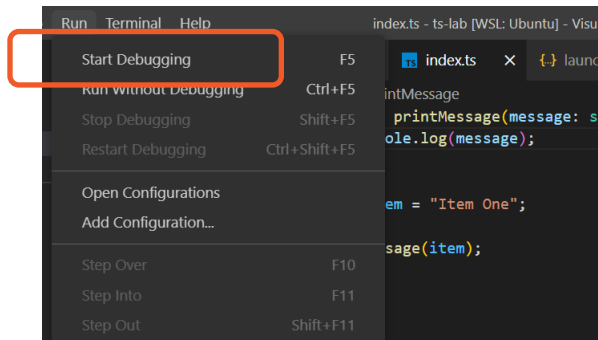 Run Terminal Help index.ts - ts-lab [WSL: Ubuntu] - Visu
Start Debugging F5
TS index.ts × {..} laun
Run Without Debugging Ctrl+F5
intMessage
Stop Debugging Shift+F5
printMessage(message: s
Restart Debugging Ctrl+Shift+F5
ole.log(message);
Open Configurations
em = "Item One";
Add Configuration...
sage(item);
Step Over F10
Step Into F11
Step Out Shift+F11